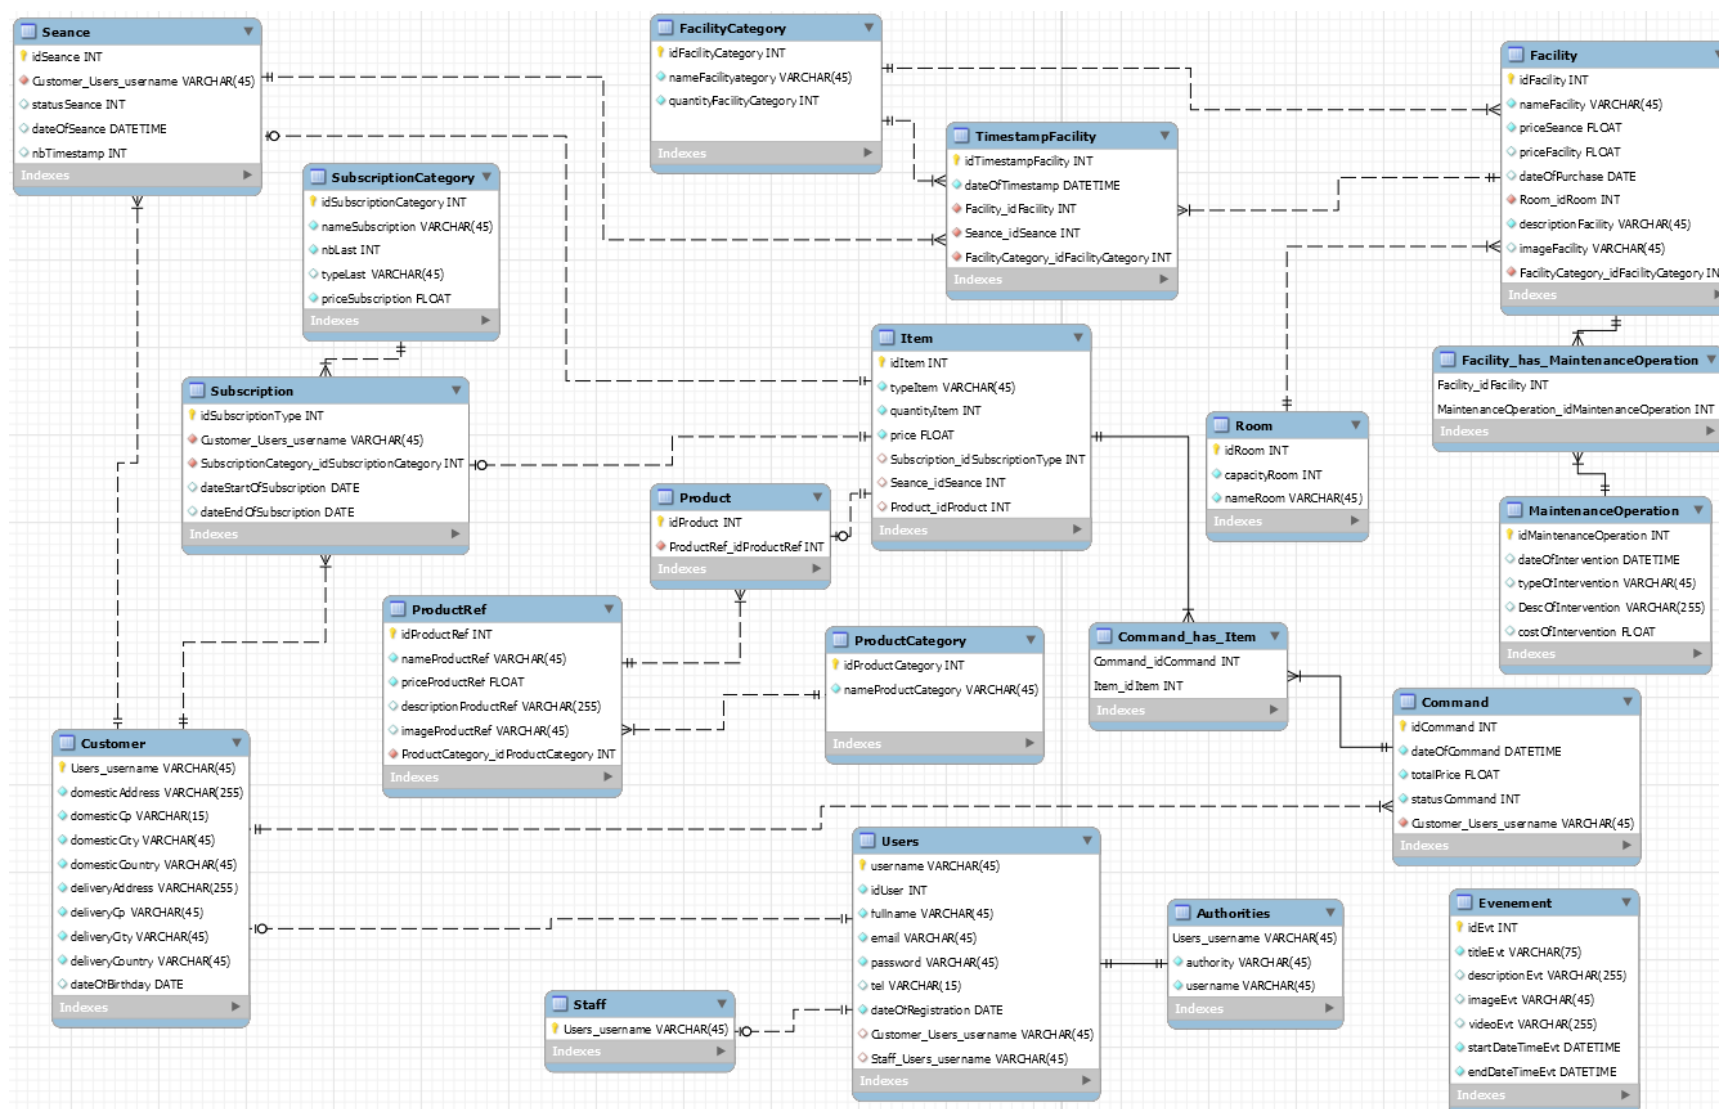 Seance
idSeance INT
Customer_Users_username VARCHAR(45)
statusSeance INT
dateOfSeance DATETIME
nbTimestamp INT
Indexes
FacilityCategory
idFacilityCategory INT
nameFacilityategory VARCHAR(45)
quantityFacilityCategory INT
Indexes
Facility
idFacility INT
nameFacility VARCHAR(45)
priceSeance FLOAT
priceFacility FLOAT
dateOfPurchase DATE
Room_idRoom INT
descriptionFacility VARCHAR(45)
imageFacility VARCHAR(45)
FacilityCategory_idFacilityCategory IN
Indexes
TimestampFacility
idTimestampFacility INT
dateOfTimestamp DATETIME
Facility_idFacility INT
Seance_idSeance INT
FacilityCategory_idFacilityCategory INT
Indexes
SubscriptionCategory
idSubscriptionCategory INT
nameSubscription VARCHAR(45)
nbLast INT
typeLast VARCHAR(45)
priceSubscription FLOAT
Indexes
Item
idItem INT
typeItem VARCHAR(45)
quantityItem INT
price FLOAT
Subscription_idSubscriptionType INT
Seance_idSeance INT
Product_idProduct INT
Indexes
Facility_has_MaintenanceOperation
Facility_idFacility INT
MaintenanceOperation_idMaintenanceOperation INT
Indexes
Subscription
idSubscriptionType INT
Customer_Users_username VARCHAR(45)
SubscriptionCategory_idSubscriptionCategory INT
dateStartOfSubscription DATE
dateEndOfSubscription DATE
Indexes
Room
idRoom INT
capacityRoom INT
nameRoom VARCHAR(45)
Indexes
Product
idProduct INT
ProductRef_idProductRef INT
Indexes
MaintenanceOperation
idMaintenanceOperation INT
dateOfIntervention DATETIME
typeOfIntervention VARCHAR(45)
DescOfIntervention VARCHAR(255)
costOfIntervention FLOAT
Indexes
ProductRef
idProductRef INT
nameProductRef VARCHAR(45)
priceProductRef FLOAT
descriptionProductRef VARCHAR(255)
imageProductRef VARCHAR(45)
ProductCategory_idProductCategory INT
Indexes
ProductCategory
idProductCategory INT
nameProductCategory VARCHAR(45)
Indexes
Command_has_Item
Command_idCommand INT
Item_idItem INT
Indexes
Command
idCommand INT
dateOfCommand DATETIME
totalPrice FLOAT
statusCommand INT
Customer_Users_username VARCHAR(45)
Indexes
Customer
Users_username VARCHAR(45)
domesticAddress VARCHAR(255)
domesticCp VARCHAR(15)
domesticCity VARCHAR(45)
domesticCountry VARCHAR(45)
deliveryAddress VARCHAR(255)
deliveryCp VARCHAR(45)
deliveryCity VARCHAR(45)
deliveryCountry VARCHAR(45)
dateOfBirthday DATE
Indexes
Users
username VARCHAR(45)
idUser INT
fullname VARCHAR(45)
email VARCHAR(45)
password VARCHAR(45)
tel VARCHAR(15)
dateOfRegistration DATE
Customer_Users_username VARCHAR(45)
Staff_Users_username VARCHAR(45)
Indexes
Authorities
Users_username VARCHAR(45)
authority VARCHAR(45)
username VARCHAR(45)
Indexes
Evenement
idEvt INT
titleEvt VARCHAR(75)
descriptionEvt VARCHAR(255)
imageEvt VARCHAR(45)
videoEvt VARCHAR(255)
startDateTimeEvt DATETIME
endDateTimeEvt DATETIME
Indexes
Staff
Users_username VARCHAR(45)
Indexes